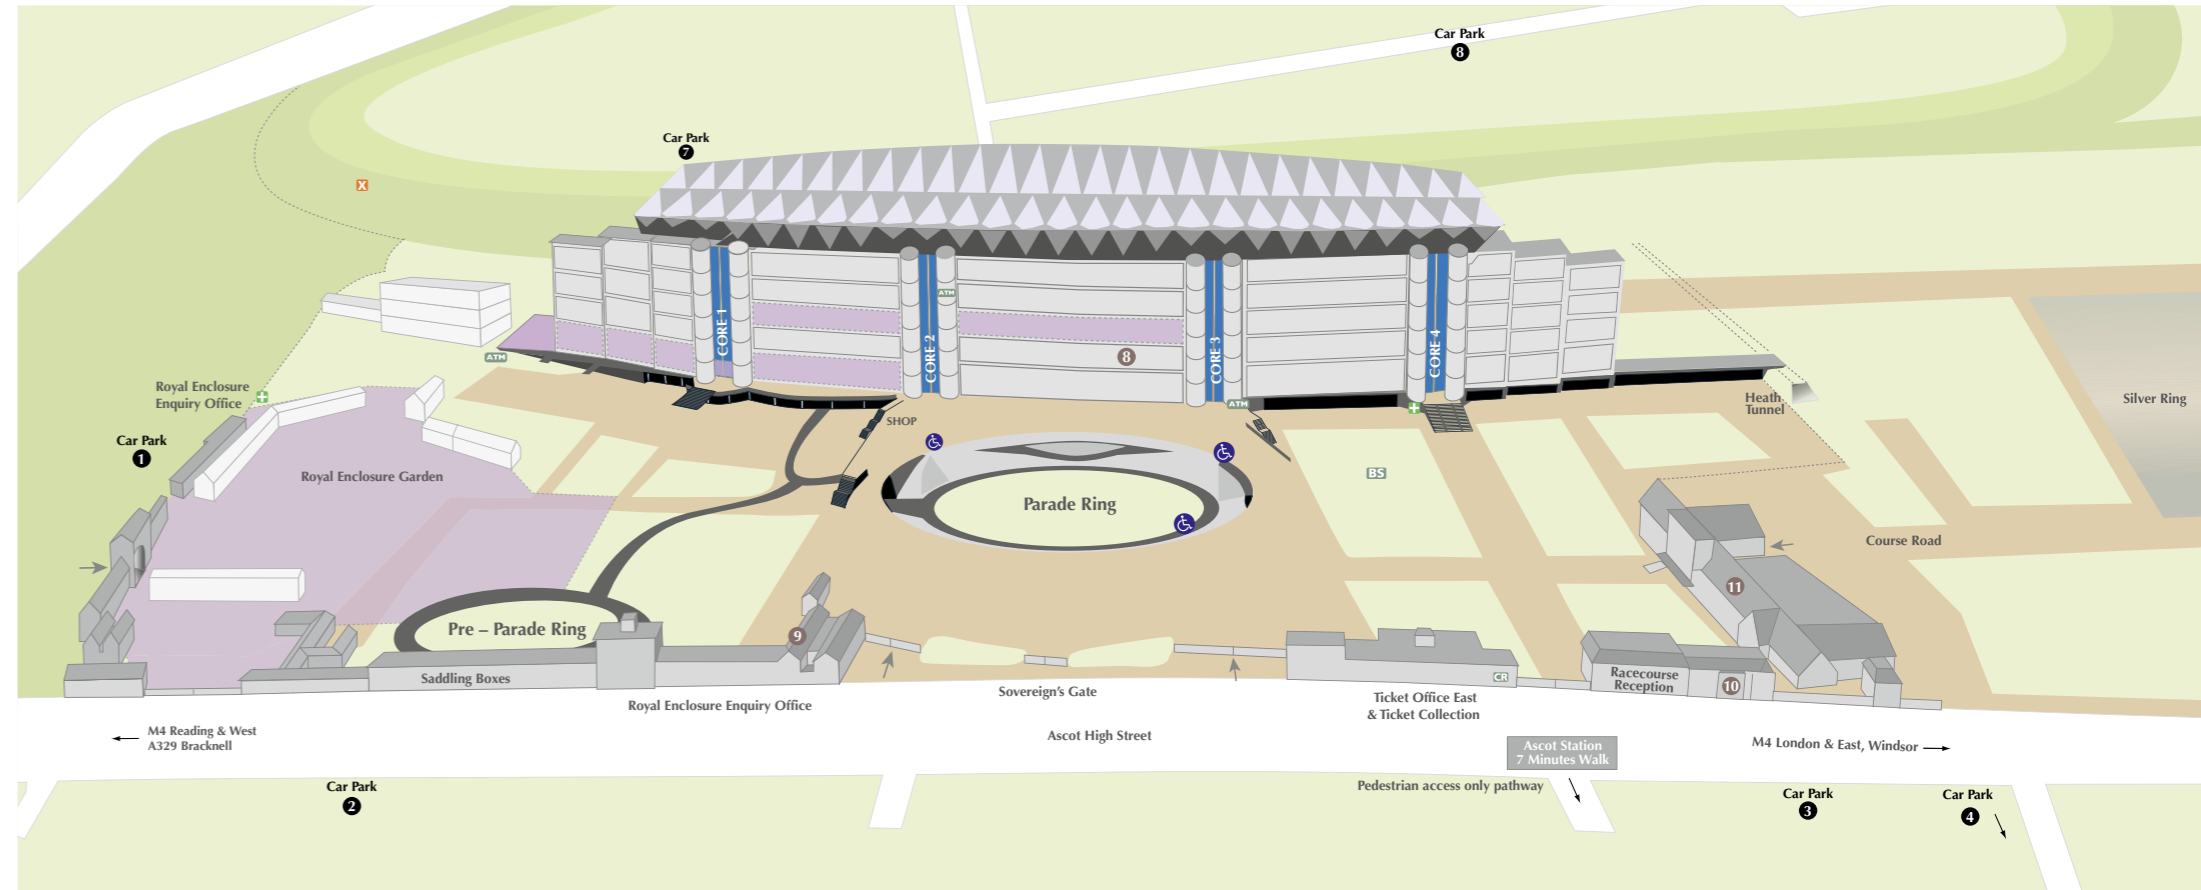 Car Park
8
Car Park
7
X
CORE 1
CORE 2
CORE 3
CORE 4
ATM
ATM
8
ATM
Royal Enclosure
Enquiry Office
SHOP
Heath
Tunnel
Silver Ring
Car Park
1
Royal Enclosure Garden
BS
Parade Ring
Course Road
11
Pre – Parade Ring
9
Saddling Boxes
CR
Racecourse
Reception
10
Royal Enclosure Enquiry Office
Sovereign's Gate
Ticket Office East
& Ticket Collection
M4 Reading & West
A329 Bracknell
Ascot High Street
Ascot Station
7 Minutes Walk
M4 London & East, Windsor
Pedestrian access only pathway
Car Park
2
Car Park
3
Car Park
4